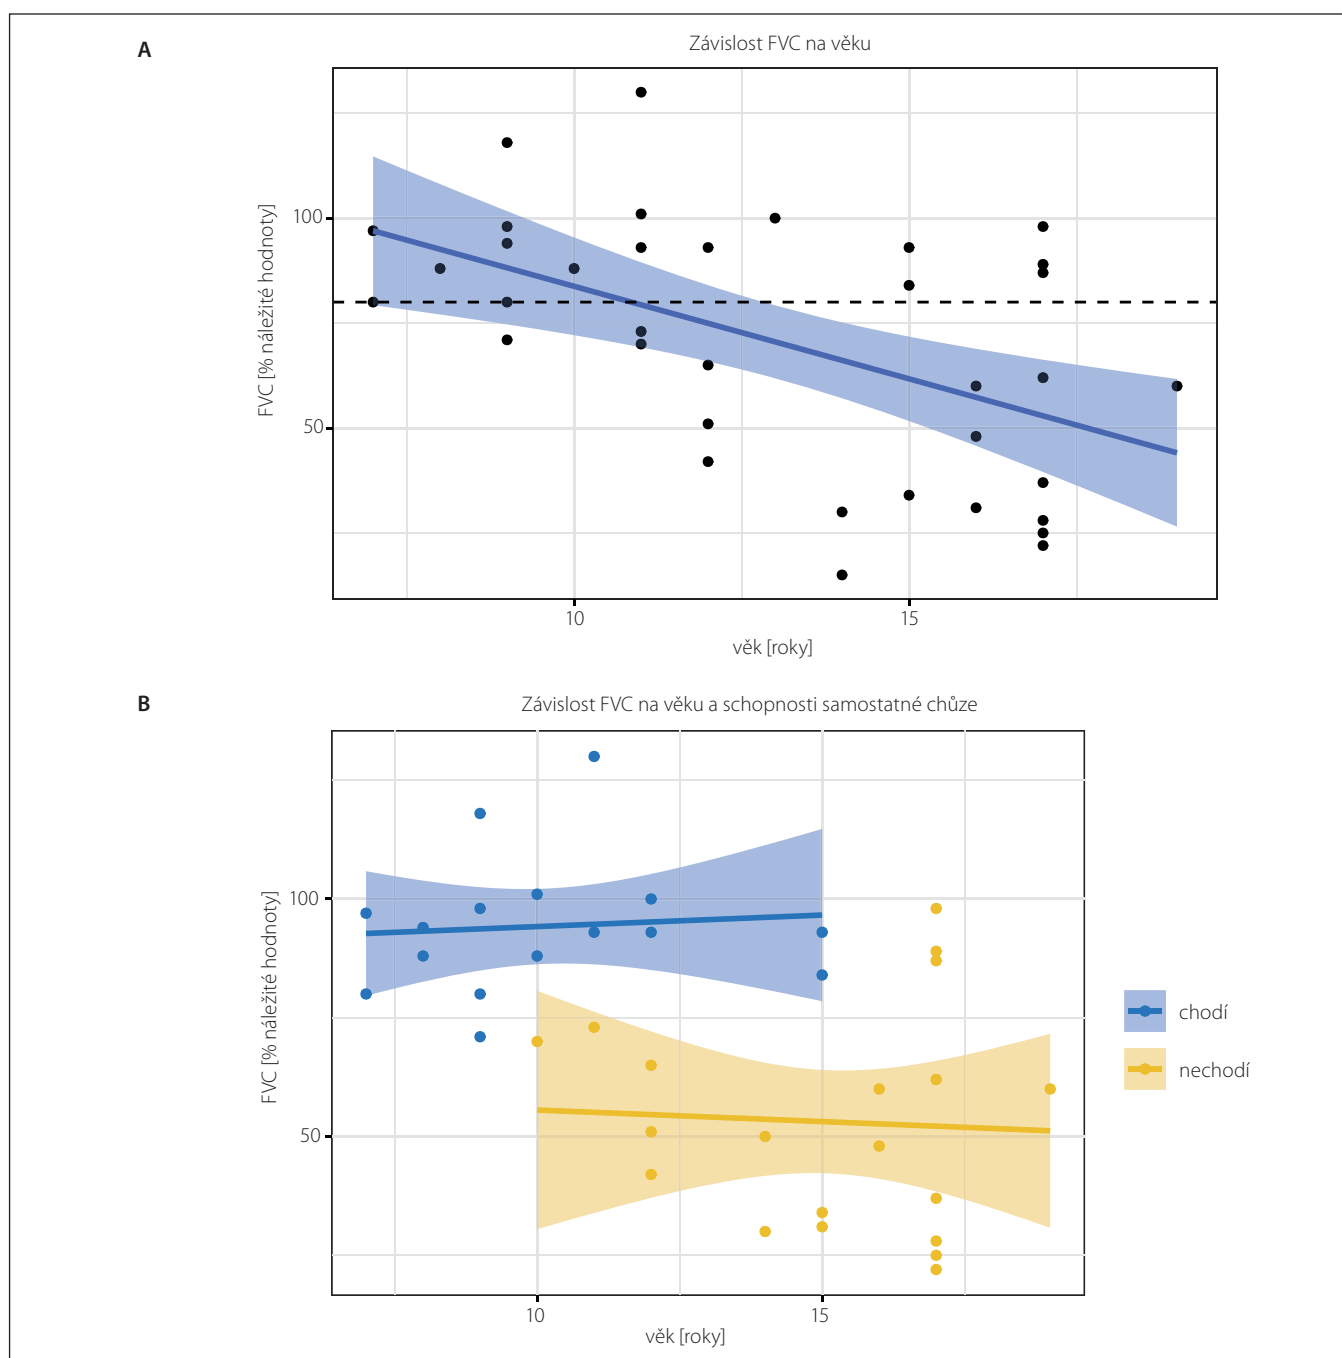 A
Závislost FVC na věku
FVC [% náležité hodnoty]
100
50
10
15
věk [roky]
B
Závislost FVC na věku a schopnosti samostatné chůze
FVC [% náležité hodnoty]
100
50
10
15
věk [roky]
chodí
nechodí